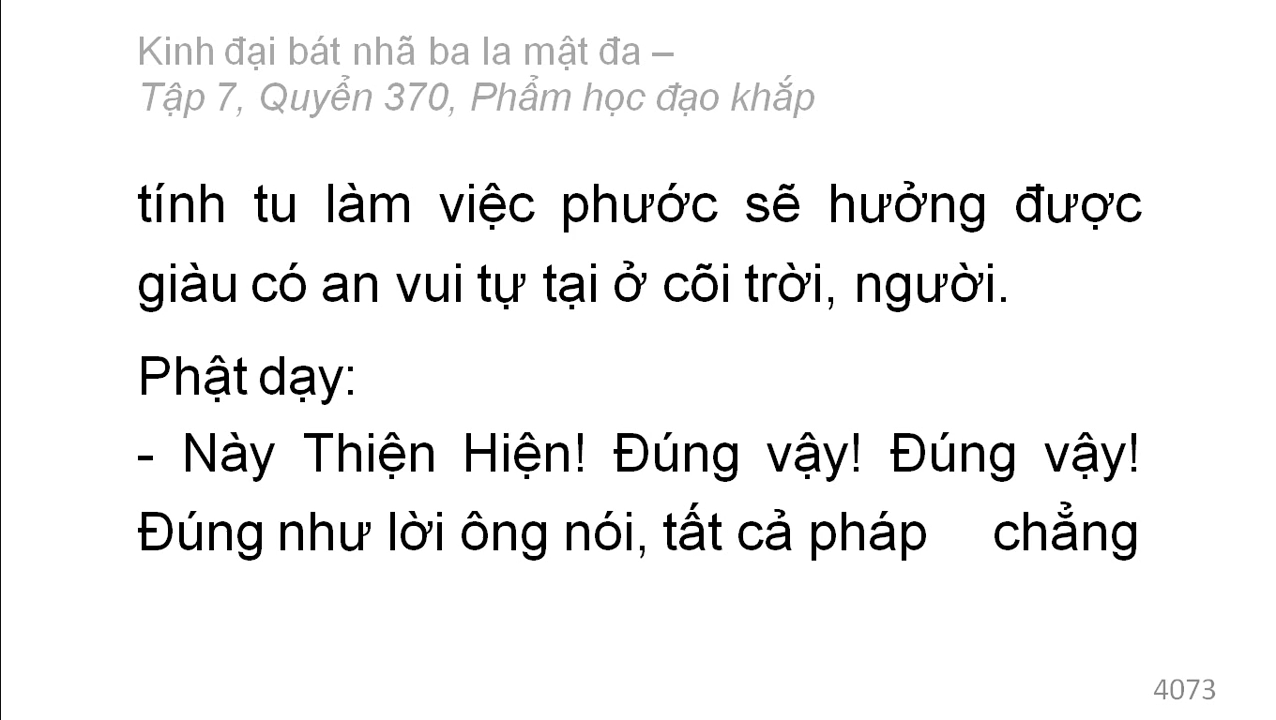 Kinh đại bát nhã ba la mật đa –
Tập 7, Quyển 370, Phẩm học đạo khắp
tính tu làm việc phước sẽ hưởng được
giàu có an vui tự tại ở cõi trời, người.
Phật dạy:
- Này Thiện Hiện! Đúng vậy! Đúng vậy!
Đúng như lời ông nói, tất cả pháp chẳng
4073